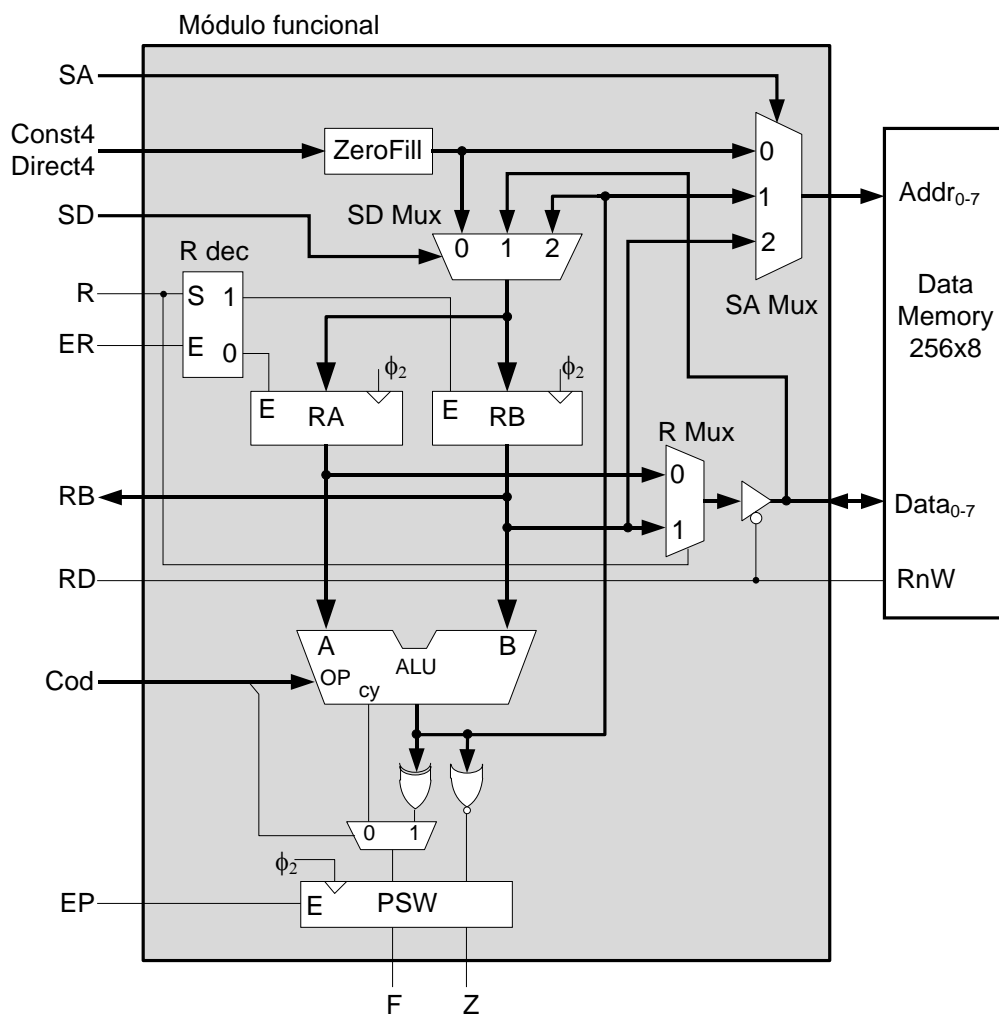 Módulo funcional
SA
Const4
Direct4
ZeroFill
0
1
2
SA Mux
Addr0-7
Data
Memory
256x8
SD
SD Mux
0 1 2
R dec
R
ER
S 1
E 0
E
RA
ϕ2
E
RB
ϕ2
R Mux
0
1
RB
Data0-7
RD
RnW
A
B
ALU
OP
cy
Cod
0 1
ϕ2
EP
E
PSW
F
Z